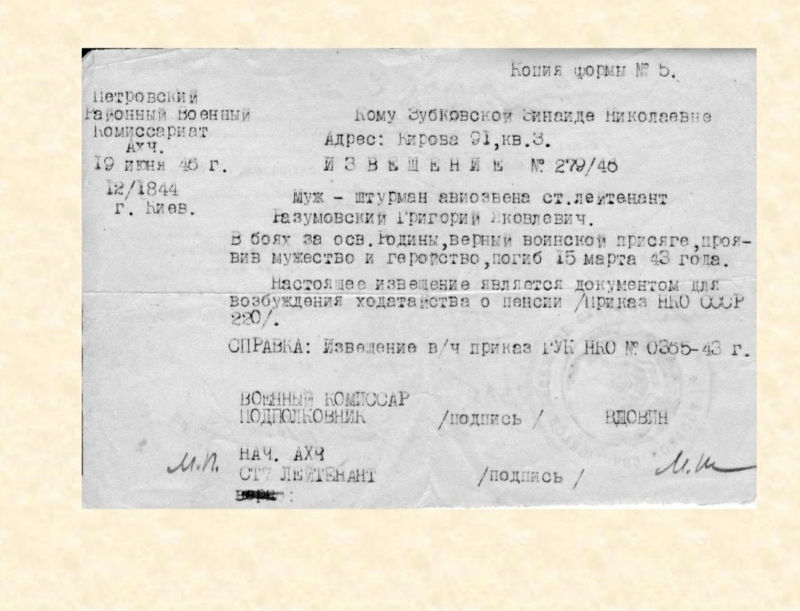 Копия формы № 5.
Петровский
Районный Военный
Комиссариат
Ахч.
19 июня 46 г.
12/1844
г. Киев.
Кому Зубковской Зинаиде Николаевне
Адрес: Кирова 91,кв.3.
И З В Е Щ Е Н И Е № 279/46
Муж - штурман авиозвена ст.лейтенант
Разумовский Григорий Яковлевич.
В боях за осв.Родины,верный воинской присяге,проя-
вив мужество и геройство,погиб 15 марта 43 года.
Настоящее извещение является документом для
возбуждения ходатайства о пенсии /приказ НКО СССР
220/.
СПРАВКА: Извещение в/ч приказ ГУК НКО № 0355-43 г.
ВОЕННЫЙ КОМИССАР
ПОДПОЛКОВНИК /подпись / ВДОВИН
НАЧ. АХЧ
СТ. ЛЕЙТЕНАНТ /подпись /
М.П.